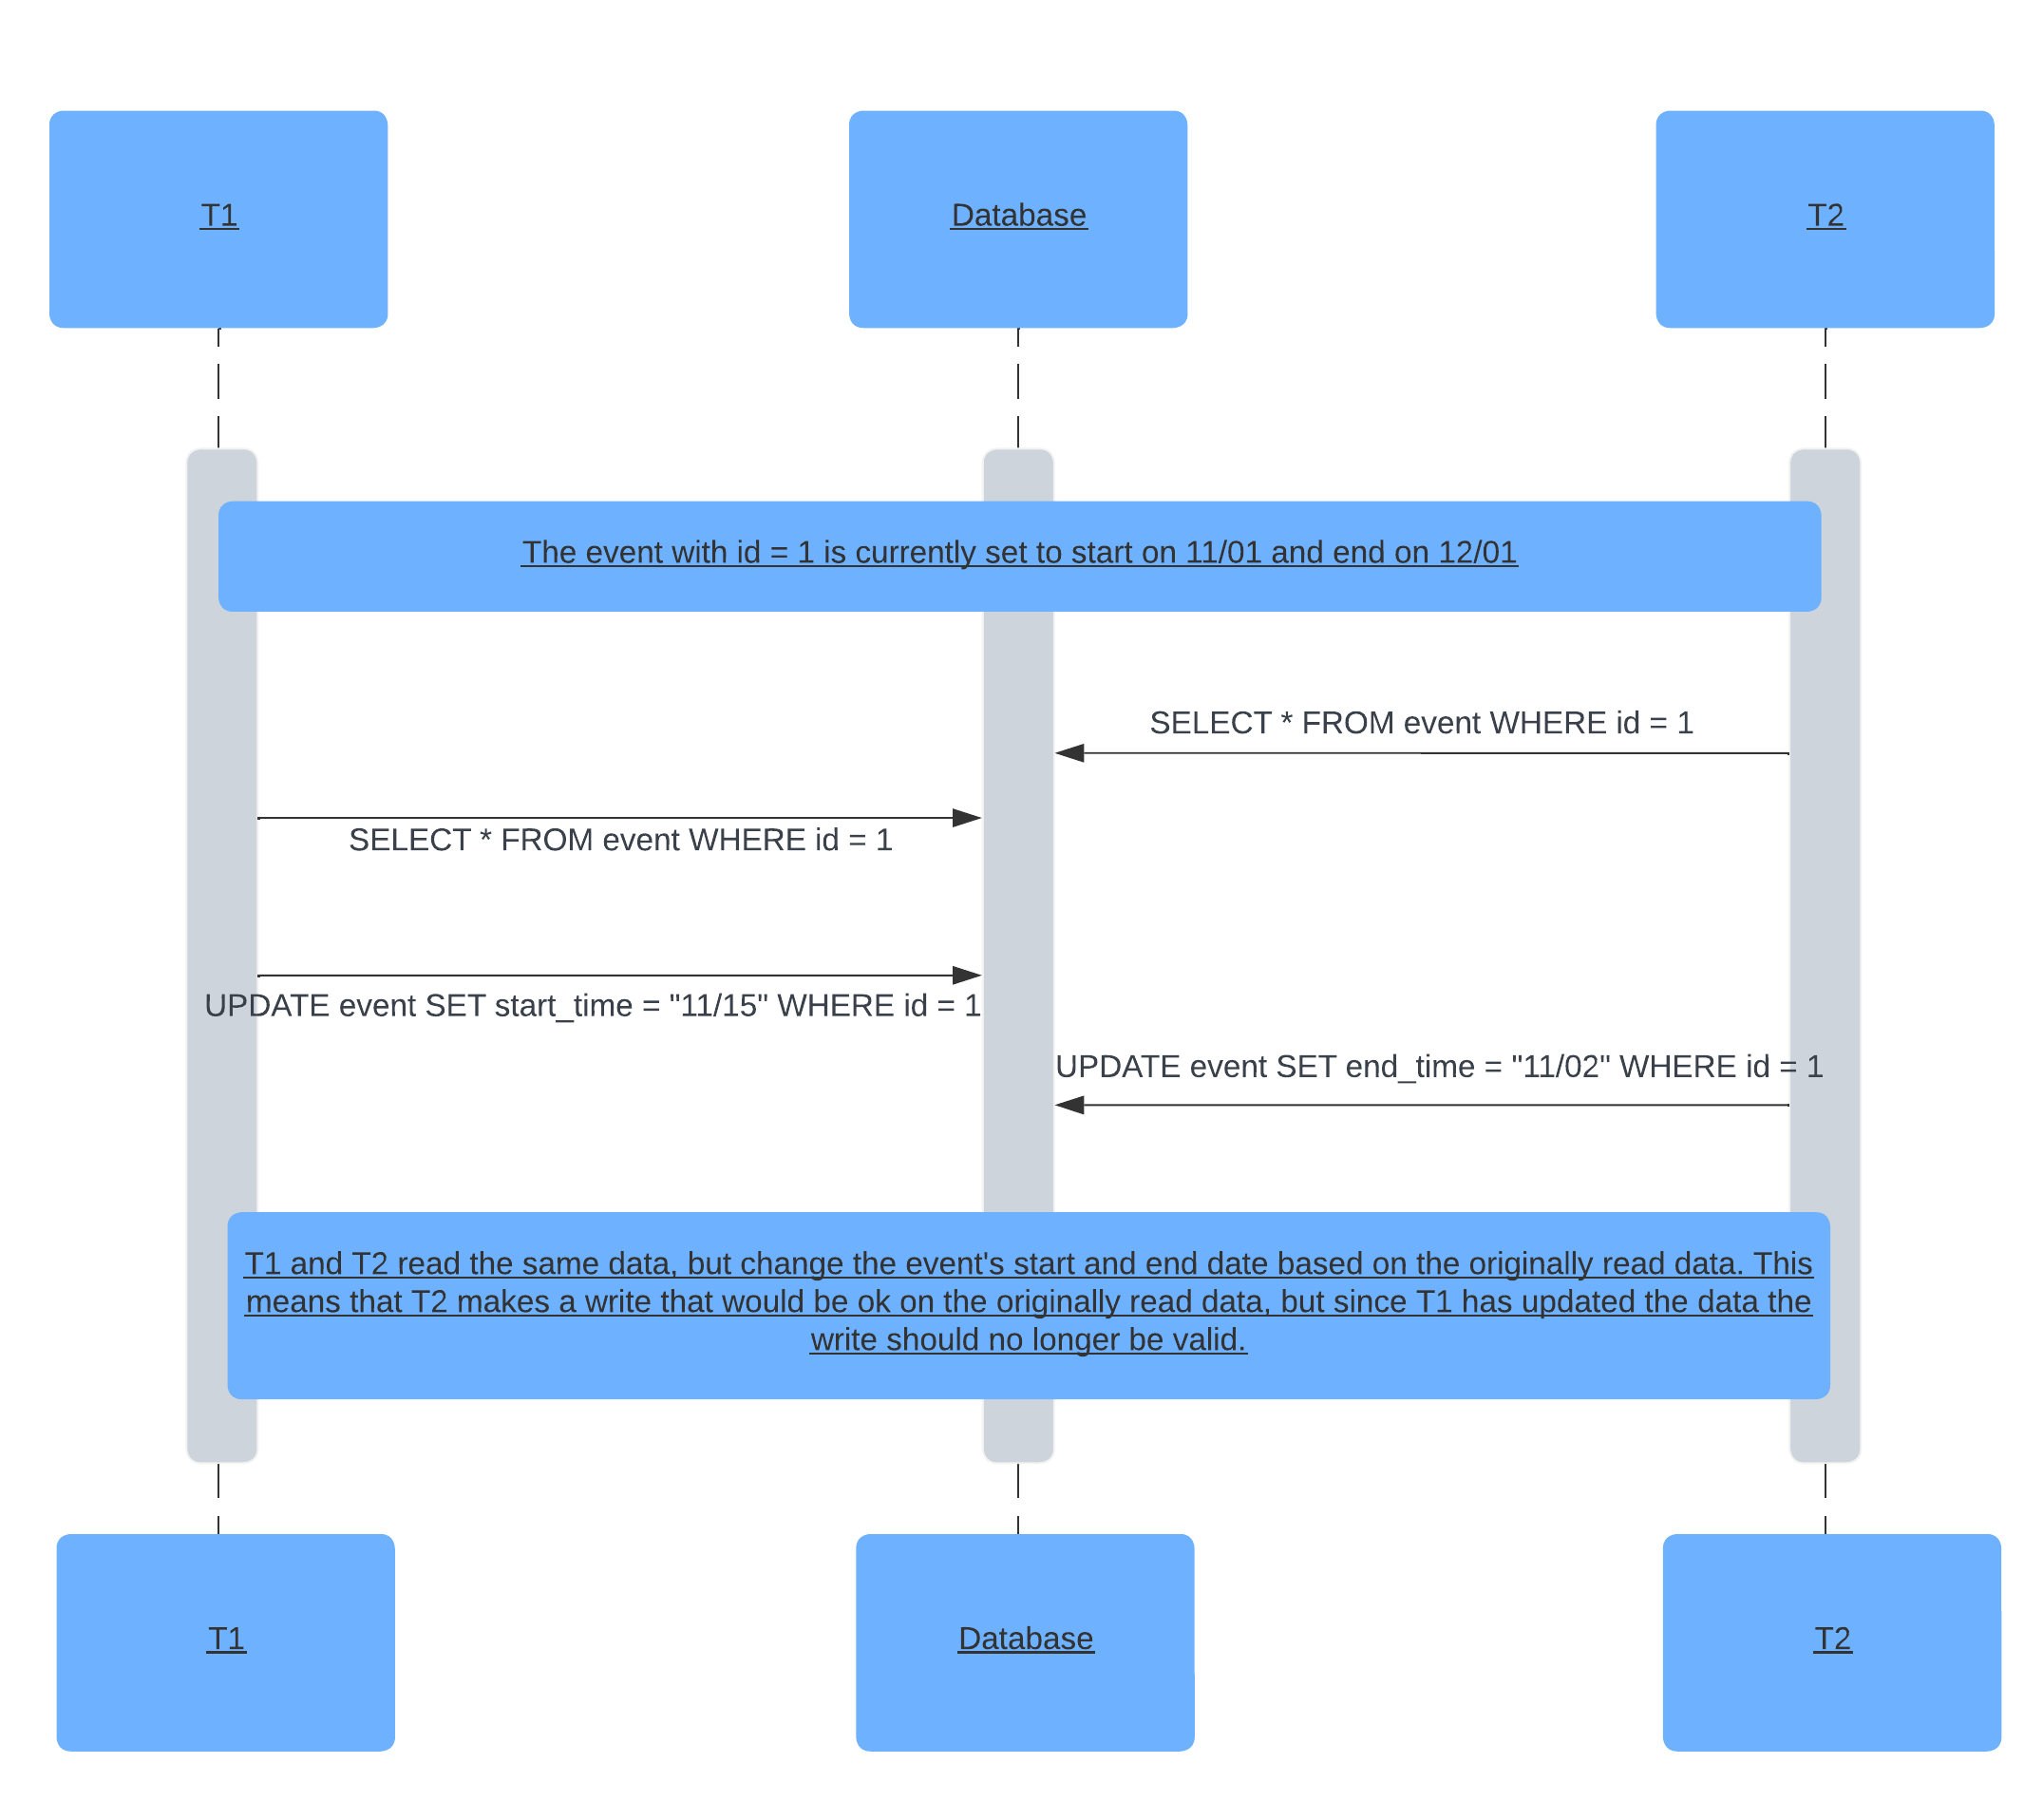 T1
Database
T2
The event with id = 1 is currently set to start on 11/01 and end on 12/01
SELECT * FROM event WHERE id = 1
SELECT * FROM event WHERE id = 1
UPDATE event SET start_time = "11/15" WHERE id = 1
UPDATE event SET end_time = "11/02" WHERE id = 1
T1 and T2 read the same data, but change the event's start and end date based on the originally read data. This
means that T2 makes a write that would be ok on the originally read data, but since T1 has updated the data the
write should no longer be valid.
T1
Database
T2